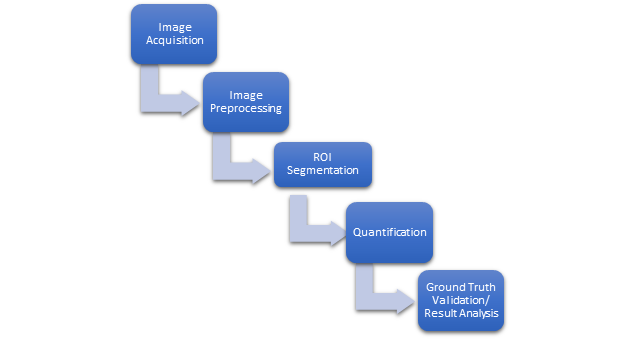 Image
Acquisition
Image
Preprocessing
ROI
Segmentation
Quantification
Ground Truth
Validation/
Result Analysis